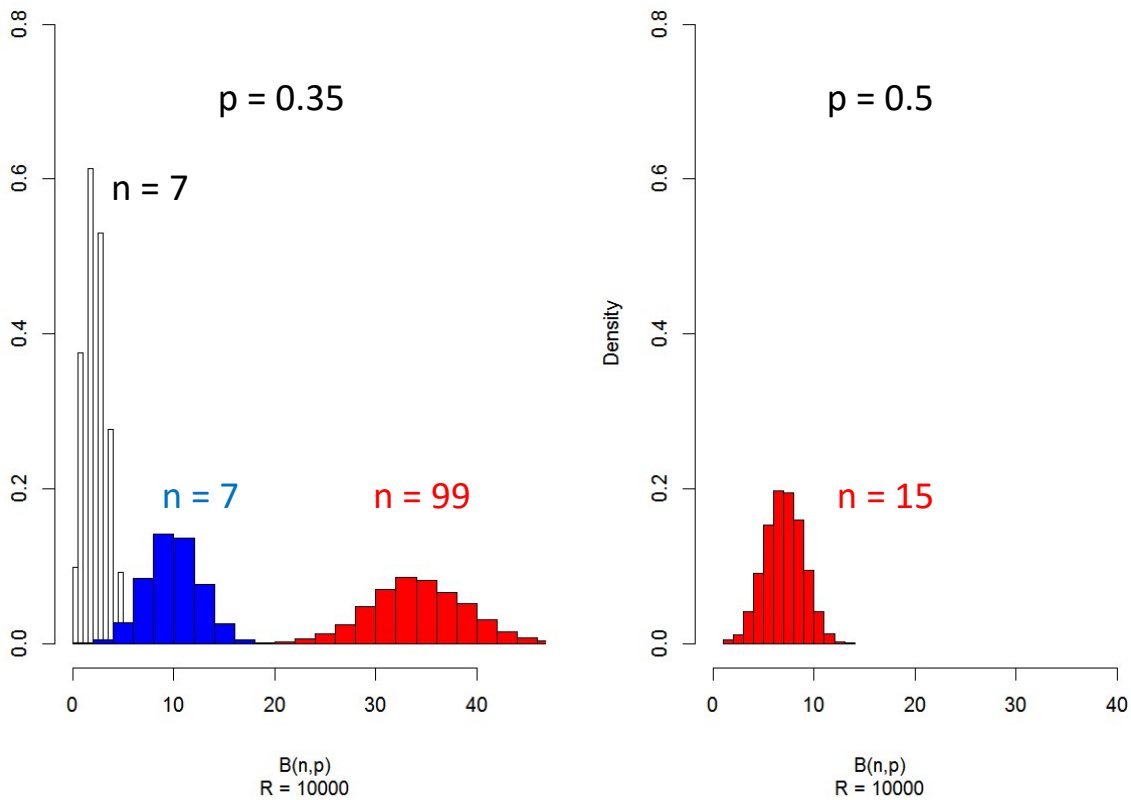 0.8
0.6
0.4
0.2
0.0
p = 0.35
n = 7
n = 7
n = 99
0 10 20 30 40
B(n,p)
R = 10000
0.8
0.6
0.4
0.2
0.0
Density
p = 0.5
n = 15
0 10 20 30 40
B(n,p)
R = 10000